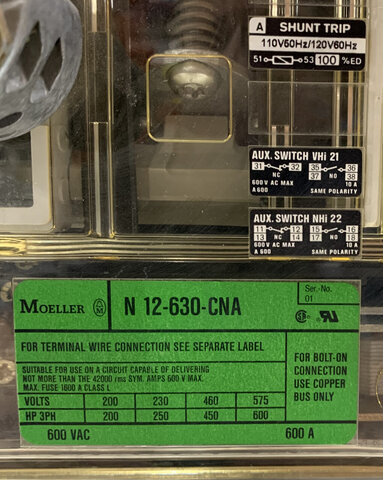 A SHUNT TRIP
110V60Hz/120V60Hz
51 53 100 %ED
AUX. SWITCH VHi 21
31 32 35 36
NC 37 NO 38
600 V AC MAX 10 A
A 600 SAME POLARITY
AUX. SWITCH NHi 22
11 12 15 16
13 NC 14 17 NO 18
600 V AC MAX 10 A
A 600 SAME POLARITY
MOELLER N 12-630-CNA
Ser.-No.
01
FOR TERMINAL WIRE CONNECTION SEE SEPARATE LABEL
SUITABLE FOR USE ON A CIRCUIT CAPABLE OF DELIVERING
NOT MORE THAN THE 42000 rms SYM. AMPS 600 V MAX.
MAX. FUSE 1600 A CLASS L
VOLTS 200 230 460 575
HP 3PH 200 250 450 600
FOR BOLT-ON
CONNECTION
USE COPPER
BUS ONLY
600 VAC 600 A